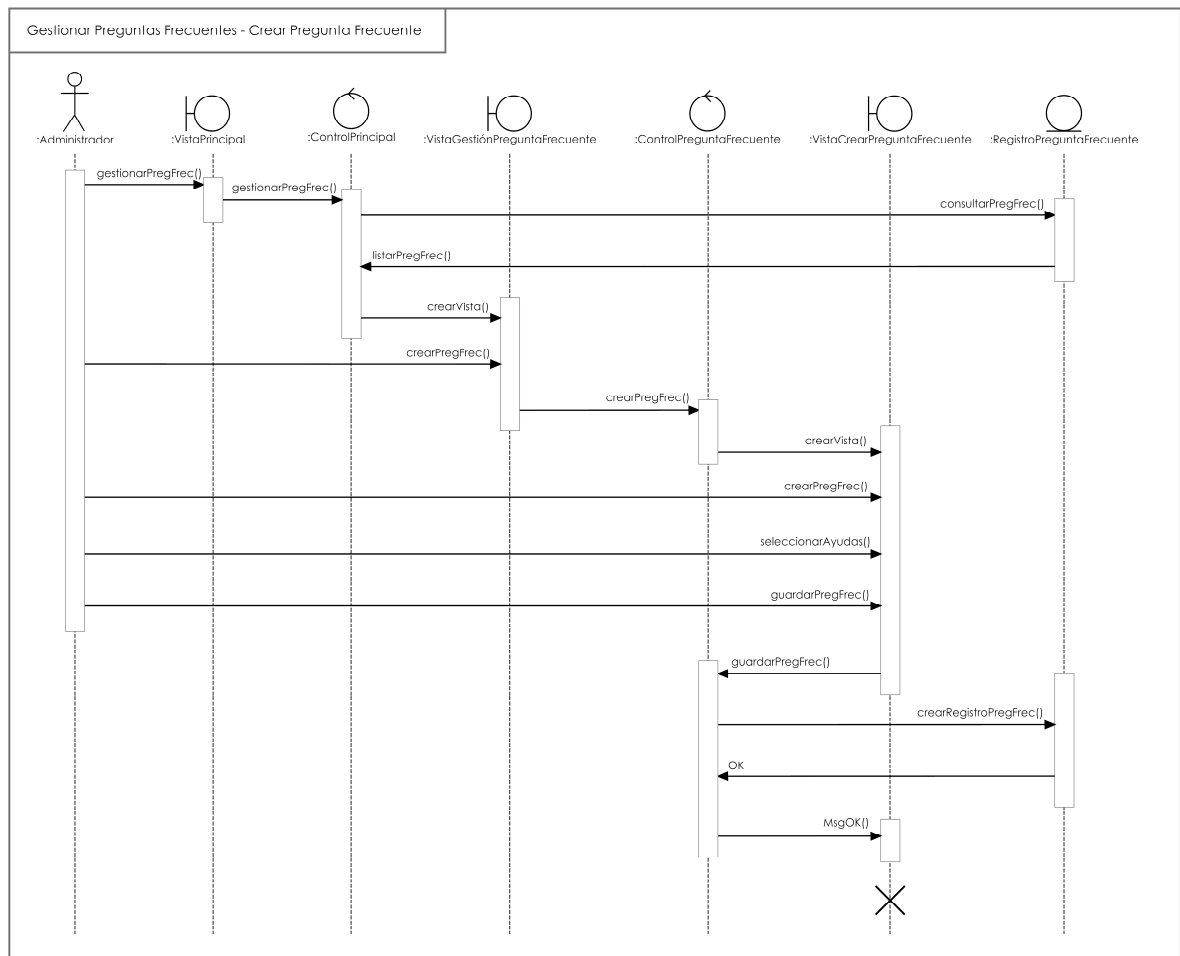 Gestionar Preguntas Frecuentes - Crear Pregunta Frecuente
:Administrador
:VistaPrincipal
:ControlPrincipal
:VistaGestiónPreguntaFrecuente
:ControlPreguntaFrecuente
:VistaCrearPreguntaFrecuente
:RegistroPreguntaFrecuente
gestionarPregFrec()
gestionarPregFrec()
consultarPregFrec()
listarPregFrec()
crearVista()
crearPregFrec()
crearPregFrec()
crearVista()
crearPregFrec()
seleccionarAyudas()
guardarPregFrec()
guardarPregFrec()
crearRegistroPregFrec()
OK
MsgOK()